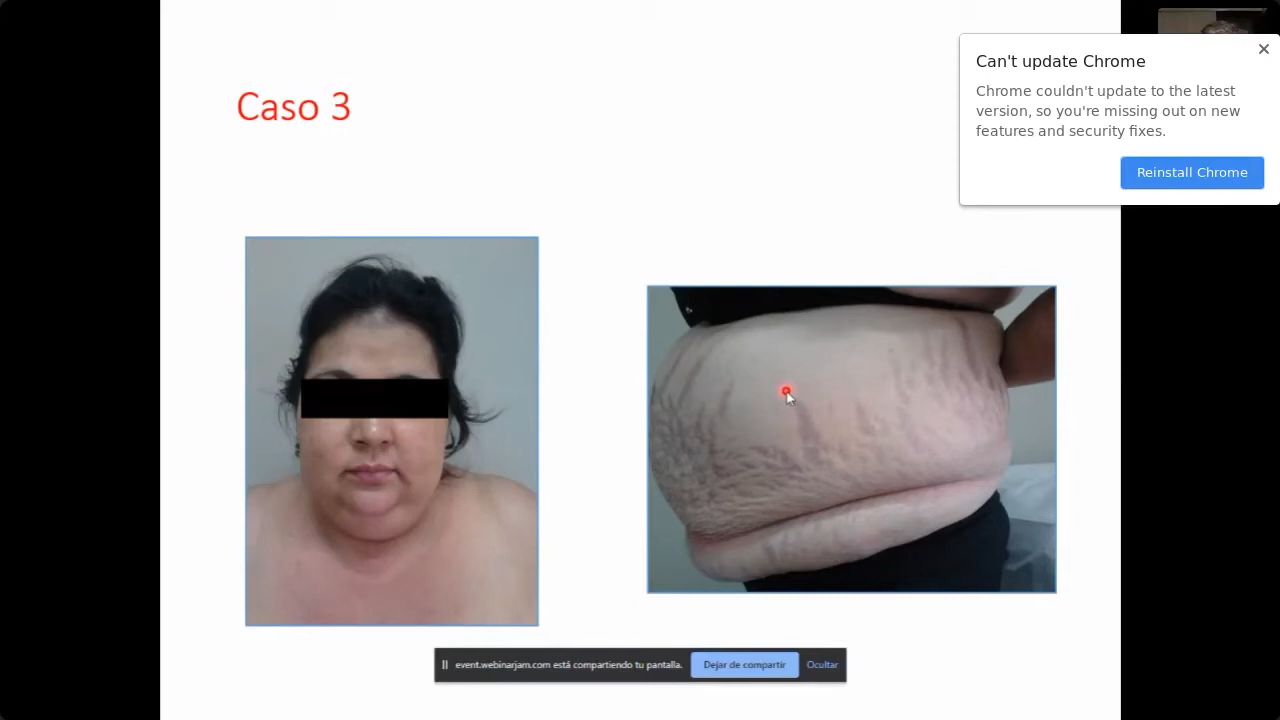 Can't update Chrome
Chrome couldn't update to the latest
version, so you're missing out on new
features and security fixes.
Reinstall Chrome
Caso 3
event.webinarjam.com está compartiendo tu pantalla.
Dejar de compartir
Ocultar